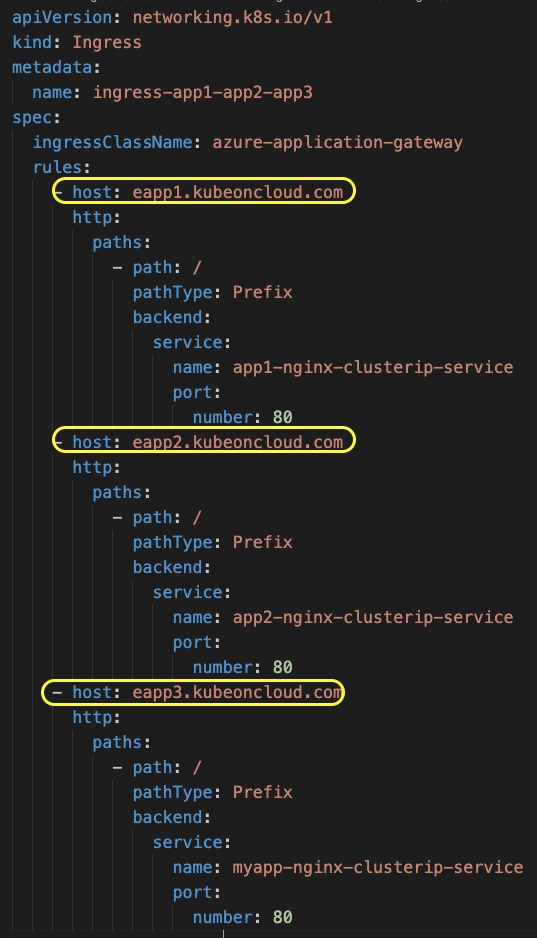 apiVersion: networking.k8s.io/v1
kind: Ingress
metadata:
  name: ingress-app1-app2-app3
spec:
  ingressClassName: azure-application-gateway
  rules:
    - host: eapp1.kubeoncloud.com
      http:
        paths:
          - path: /
            pathType: Prefix
            backend:
              service:
                name: app1-nginx-clusterip-service
                port:
                  number: 80
    - host: eapp2.kubeoncloud.com
      http:
        paths:
          - path: /
            pathType: Prefix
            backend:
              service:
                name: app2-nginx-clusterip-service
                port:
                  number: 80
    - host: eapp3.kubeoncloud.com
      http:
        paths:
          - path: /
            pathType: Prefix
            backend:
              service:
                name: myapp-nginx-clusterip-service
                port:
                  number: 80